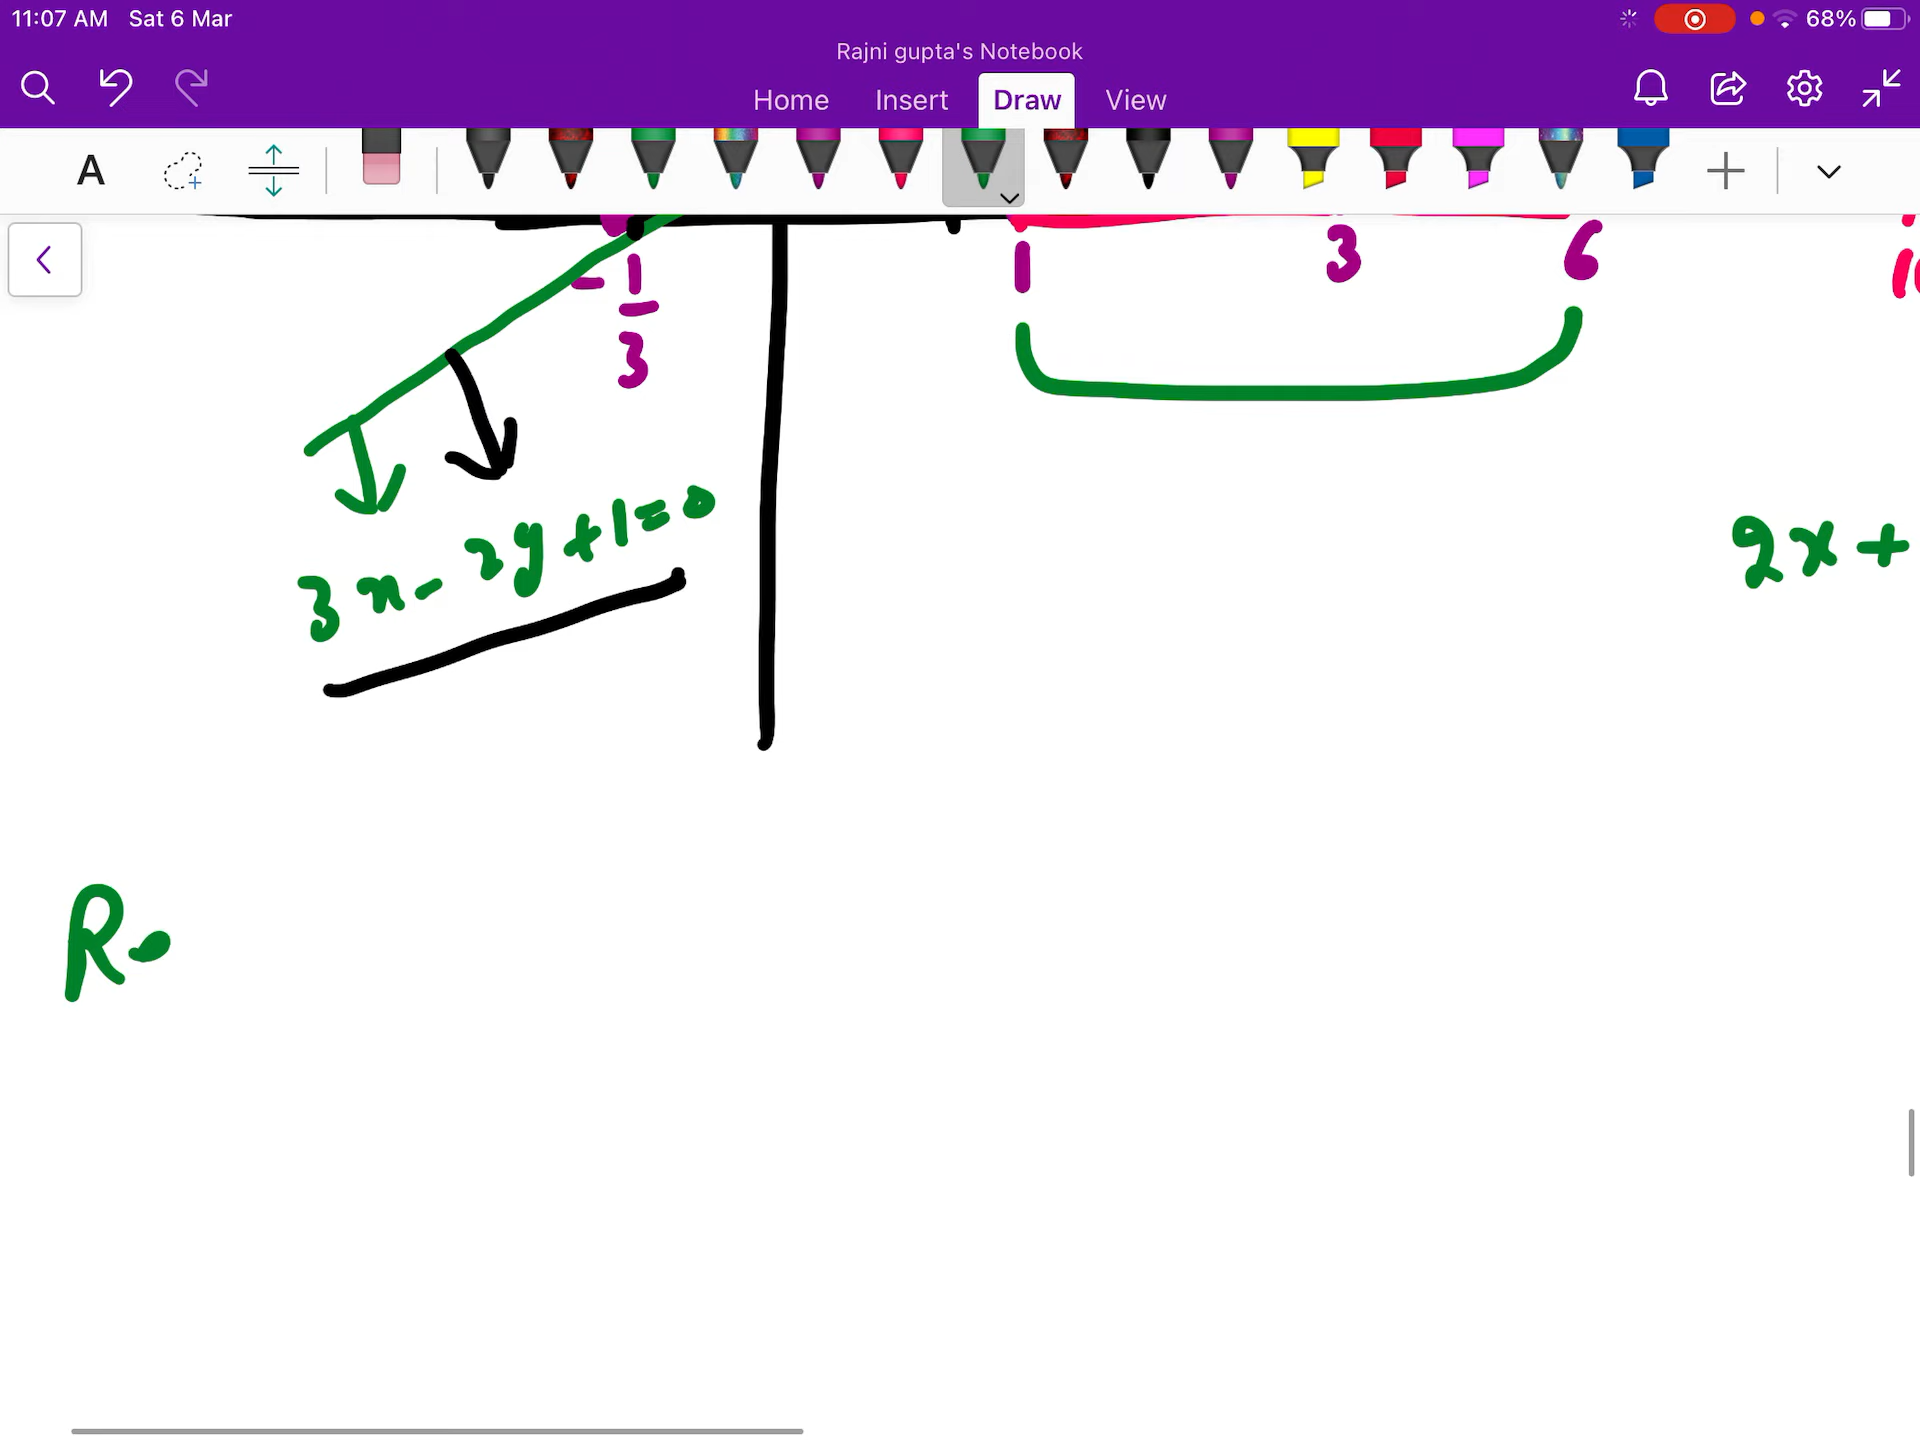 11:07 AM Sat 6 Mar 68%
Rajni gupta's Notebook
Home Insert Draw View
A
1 3 6
- 1/3
3x - 2y + 1 = 0
2x +
R